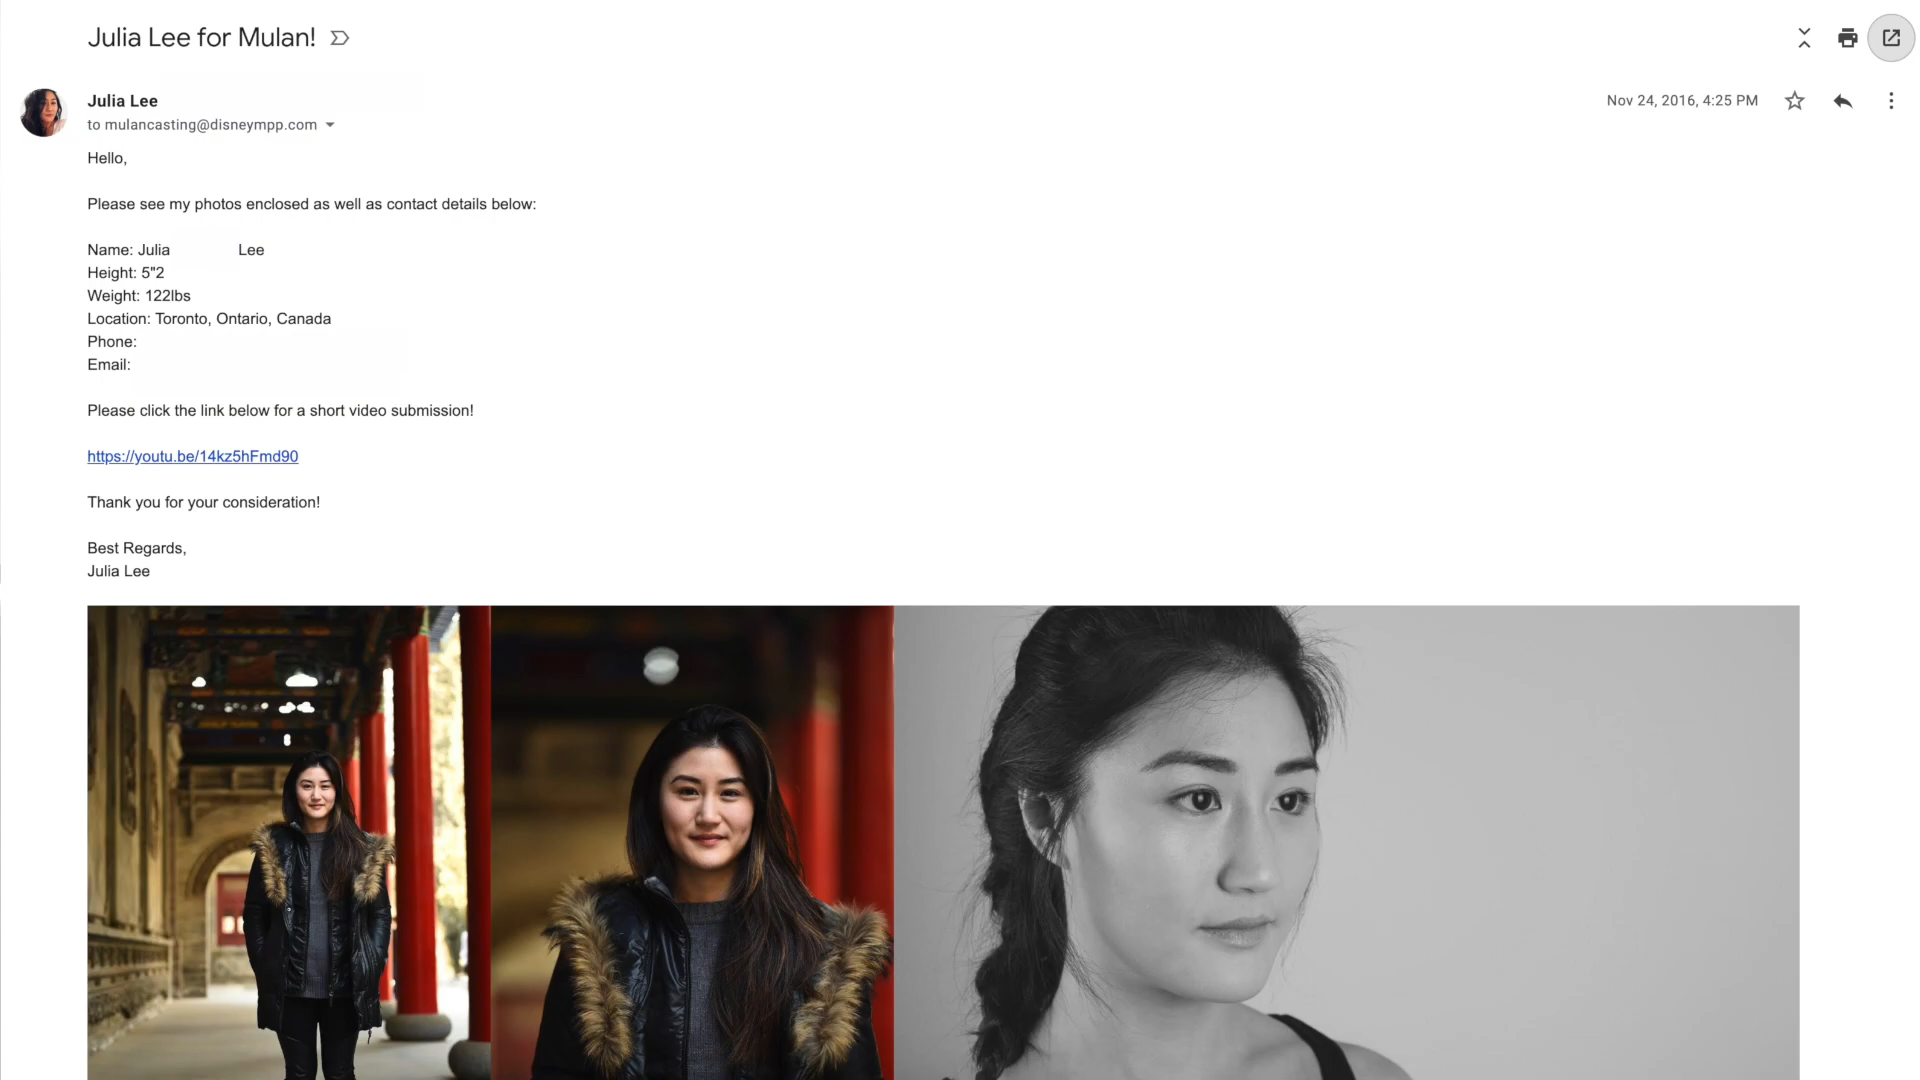 Julia Lee for Mulan!
Julia Lee
Nov 24, 2016, 4:25 PM
to mulancasting@disneympp.com
Hello,
Please see my photos enclosed as well as contact details below:
Name: Julia Lee
Height: 5"2
Weight: 122lbs
Location: Toronto, Ontario, Canada
Phone:
Email:
Please click the link below for a short video submission!
https://youtu.be/14kz5hFmd90
Thank you for your consideration!
Best Regards,
Julia Lee